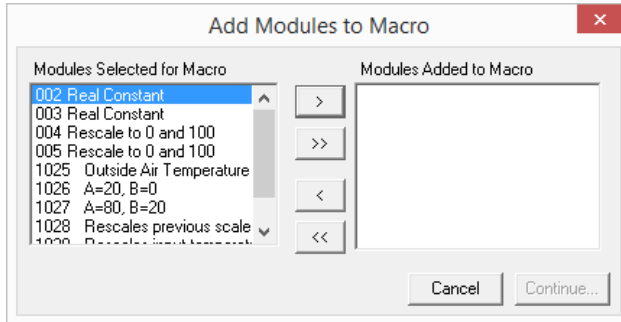 Add Modules to Macro
Modules Selected for Macro
Modules Added to Macro
002 Real Constant
003 Real Constant
004 Rescale to 0 and 100
005 Rescale to 0 and 100
1025 Outside Air Temperature
1026 A=20, B=0
1027 A=80, B=20
1028 Rescales previous scale
>
>>
<
<<
Cancel
Continue...